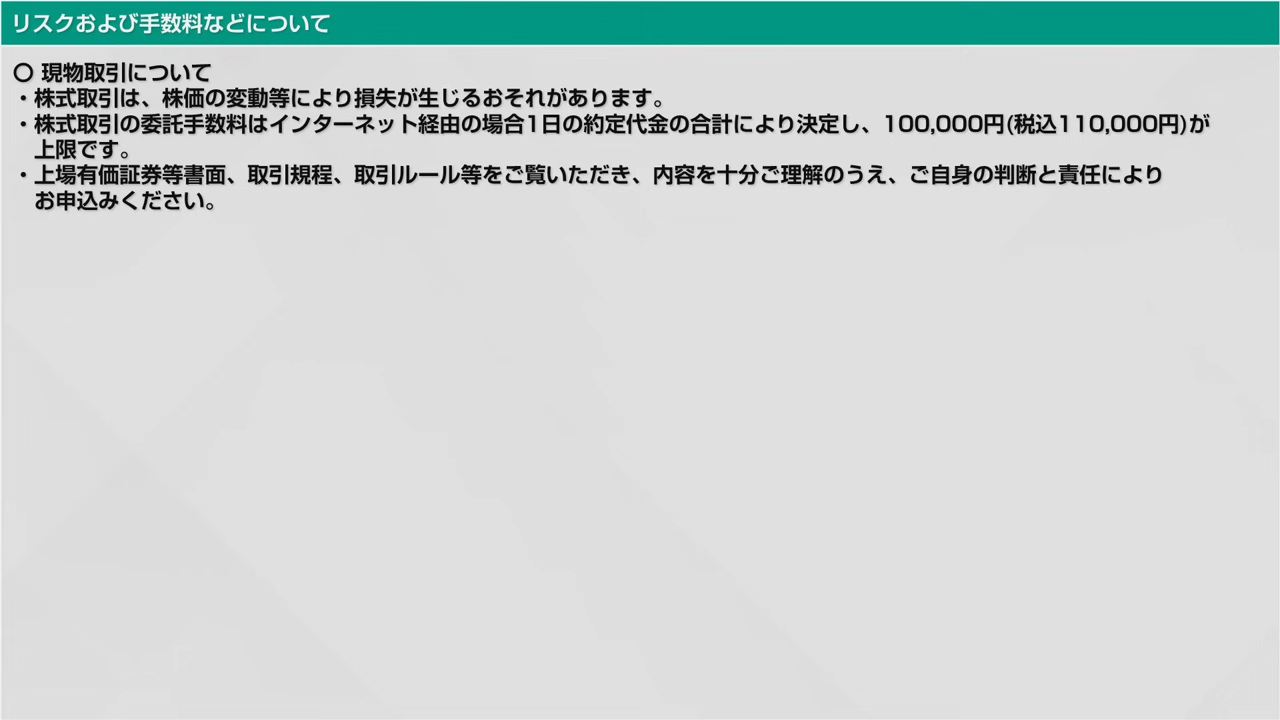 リスクおよび手数料などについて
〇 現物取引について
・株式取引は、株価の変動等により損失が生じるおそれがあります。
・株式取引の委託手数料はインターネット経由の場合1日の約定代金の合計により決定し、100,000円(税込110,000円)が
上限です。
・上場有価証券等書面、取引規程、取引ルール等をご覧いただき、内容を十分ご理解のうえ、ご自身の判断と責任により
お申込みください。